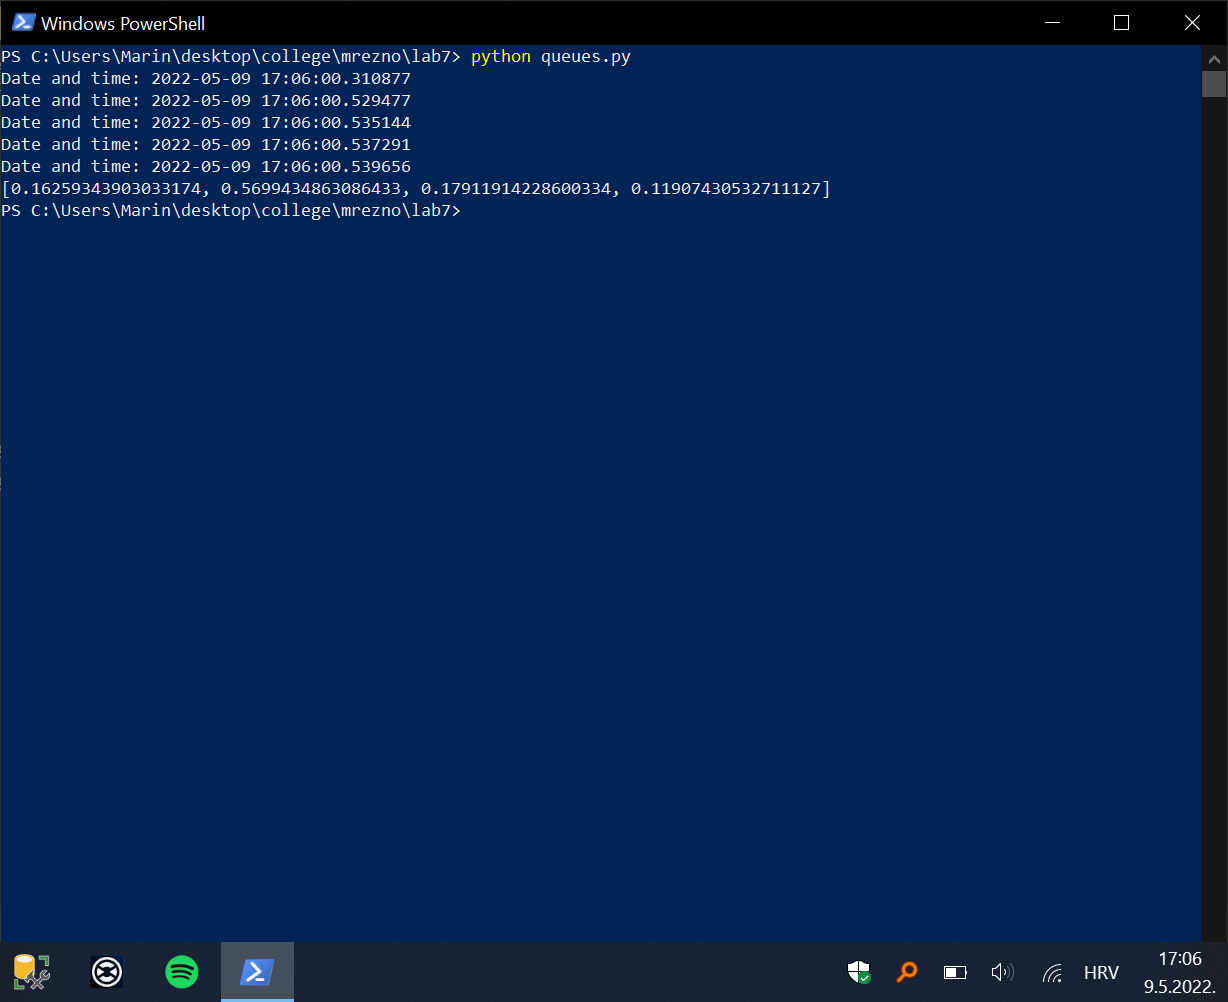 Windows PowerShell
PS C:\Users\Marin\desktop\college\mrezno\lab7> python queues.py
Date and time: 2022-05-09 17:06:00.310877
Date and time: 2022-05-09 17:06:00.529477
Date and time: 2022-05-09 17:06:00.535144
Date and time: 2022-05-09 17:06:00.537291
Date and time: 2022-05-09 17:06:00.539656
[0.16259343903033174, 0.5699434863086433, 0.17911914228600334, 0.11907430532711127]
PS C:\Users\Marin\desktop\college\mrezno\lab7>
HRV
17:06
9.5.2022.